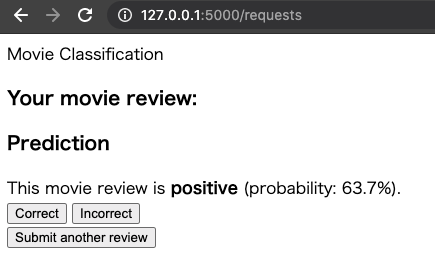 127.0.0.1:5000/requests
Movie Classification
Your movie review:
Prediction
This movie review is positive (probability: 63.7%).
Correct Incorrect
Submit another review